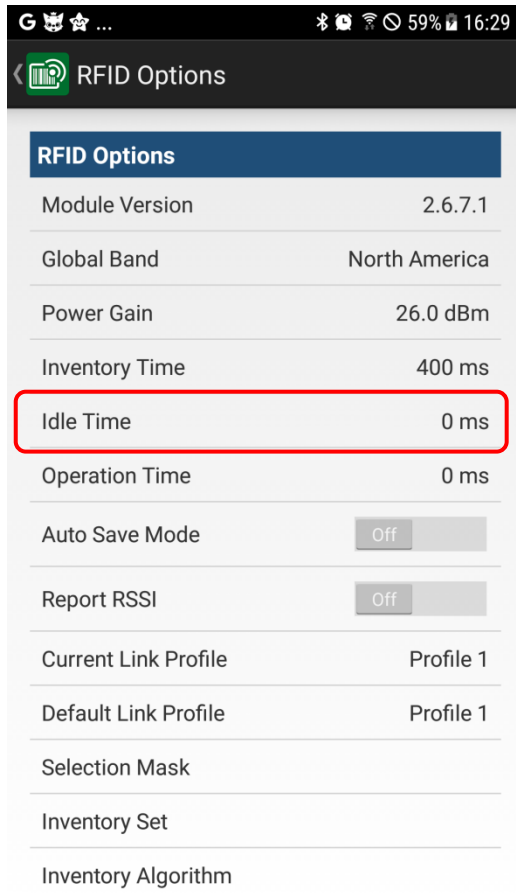 G ... 59% 16:29
RFID Options
RFID Options
Module Version 2.6.7.1
Global Band North America
Power Gain 26.0 dBm
Inventory Time 400 ms
Idle Time 0 ms
Operation Time 0 ms
Auto Save Mode Off
Report RSSI Off
Current Link Profile Profile 1
Default Link Profile Profile 1
Selection Mask
Inventory Set
Inventory Algorithm